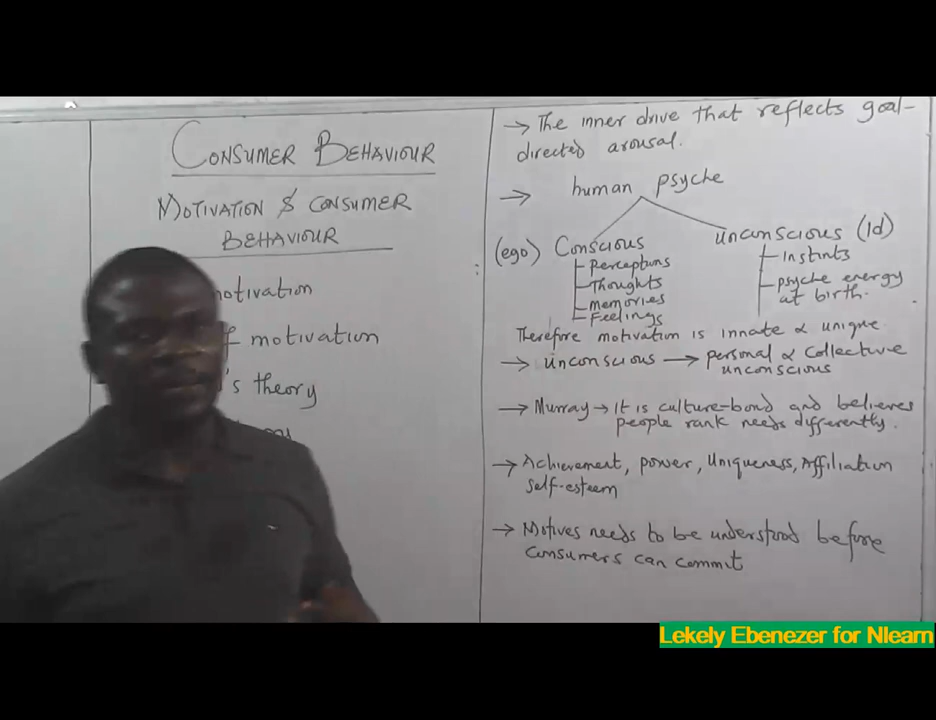 CONSUMER BEHAVIOUR
MOTIVATION & CONSUMER
BEHAVIOUR
motivation
f motivation
's theory
→ The inner drive that reflects goal-
directed arousal.
→ human psyche
(ego) Conscious
Perceptions
Thoughts
memories
Feelings
unconscious (Id)
Instints
psyche energy
at birth.
Therefore motivation is innate & unique
→ unconscious → personal & Collective
unconscious
→ Murray → It is culture-bond and believes
people rank needs differently.
→ Achievement, power, Uniqueness, Affiliation
self-esteem
→ Motives needs to be understood before
consumers can commit
Lekely Ebenezer for Nlearn